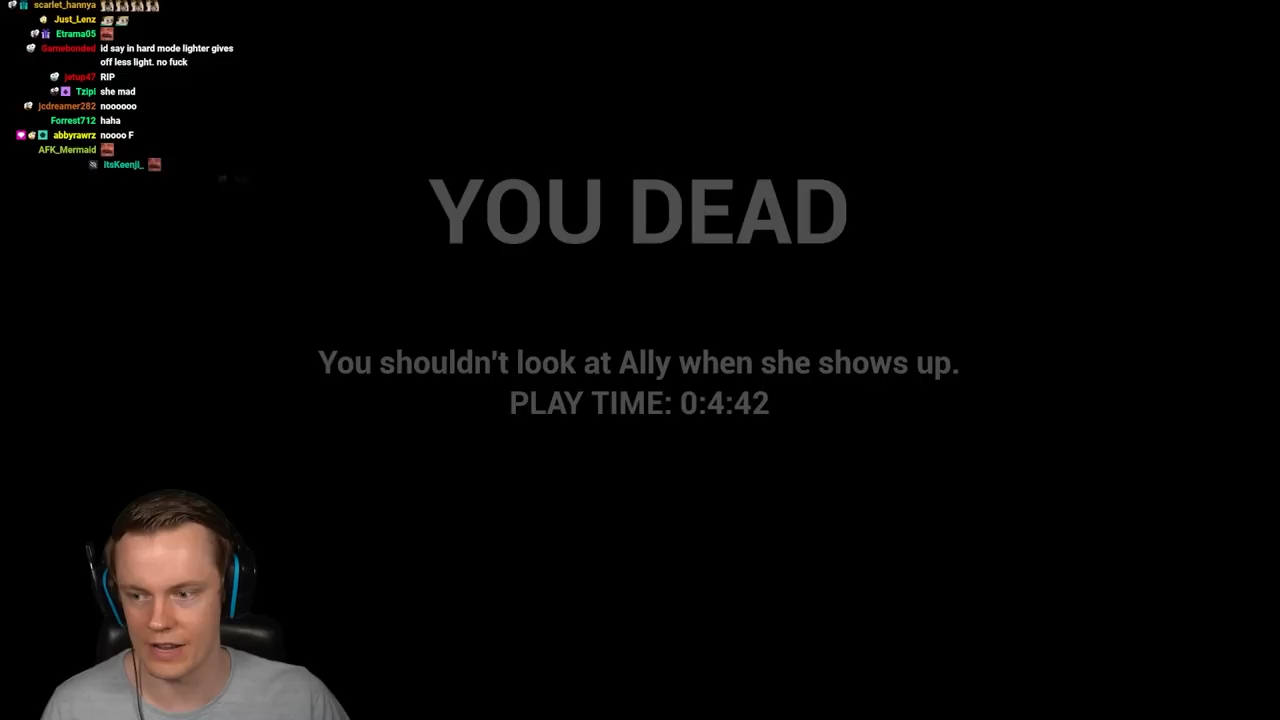 scarlet_hannya
Just_Lenz
Etrama05
Gamebonded id say in hard mode lighter gives
off less light. no fuck
jetup47 RIP
Tzipi she mad
jcdreamer282 noooooo
Forrest712 haha
abbyrawrz noooo F
AFK_Mermaid
ItsKeenji_
YOU DEAD
You shouldn't look at Ally when she shows up.
PLAY TIME: 0:4:42